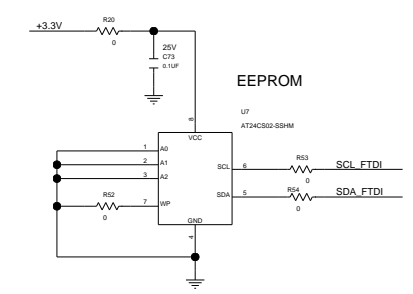 +3.3V
R20
0
25V
C73
0.1UF
EEPROM
U7
AT24CS02-SSHM
8
VCC
1 A0
2 A1
3 A2
SCL 6
R53
0
SCL_FTDI
SDA 5
R54
0
SDA_FTDI
R52
0
7 WP
GND
4